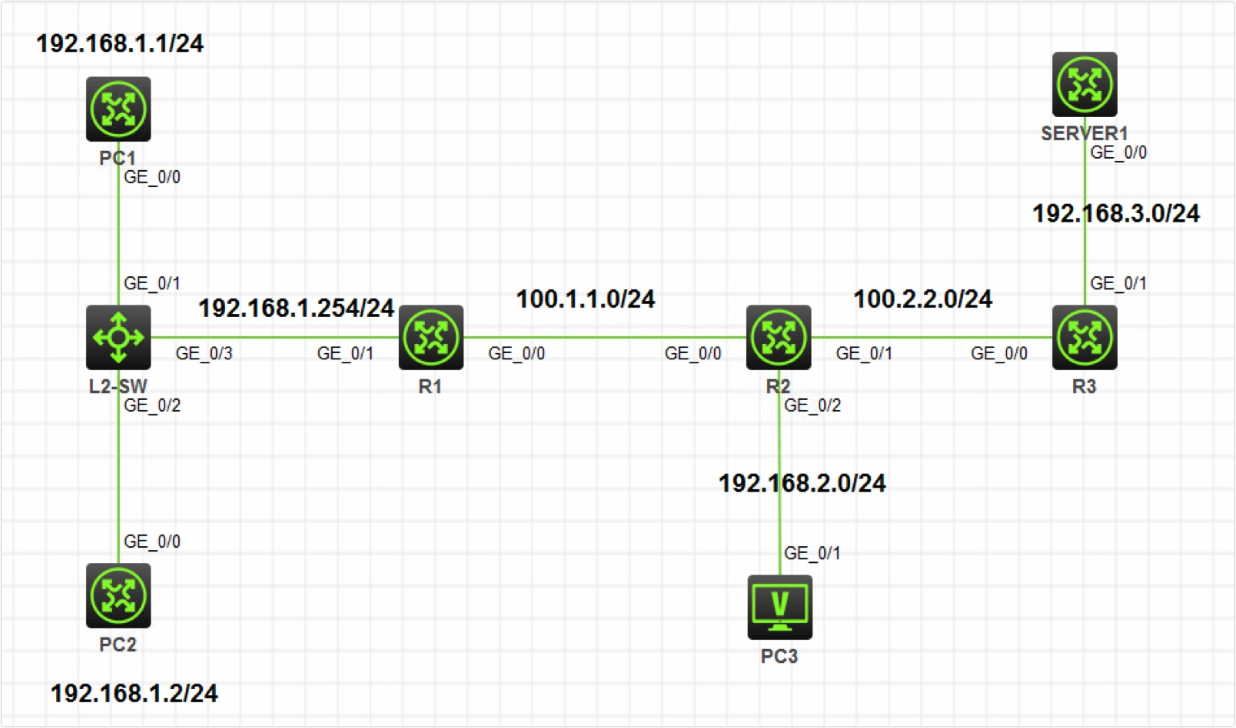 192.168.1.1/24
PC1
GE_0/0
SERVER1
GE_0/0
192.168.3.0/24
GE_0/1
GE_0/1
192.168.1.254/24
100.1.1.0/24
100.2.2.0/24
GE_0/3
GE_0/1
GE_0/0
GE_0/0
GE_0/1
GE_0/0
L2-SW
R1
R2
R3
GE_0/2
GE_0/2
192.168.2.0/24
GE_0/0
GE_0/1
PC2
PC3
192.168.1.2/24
V